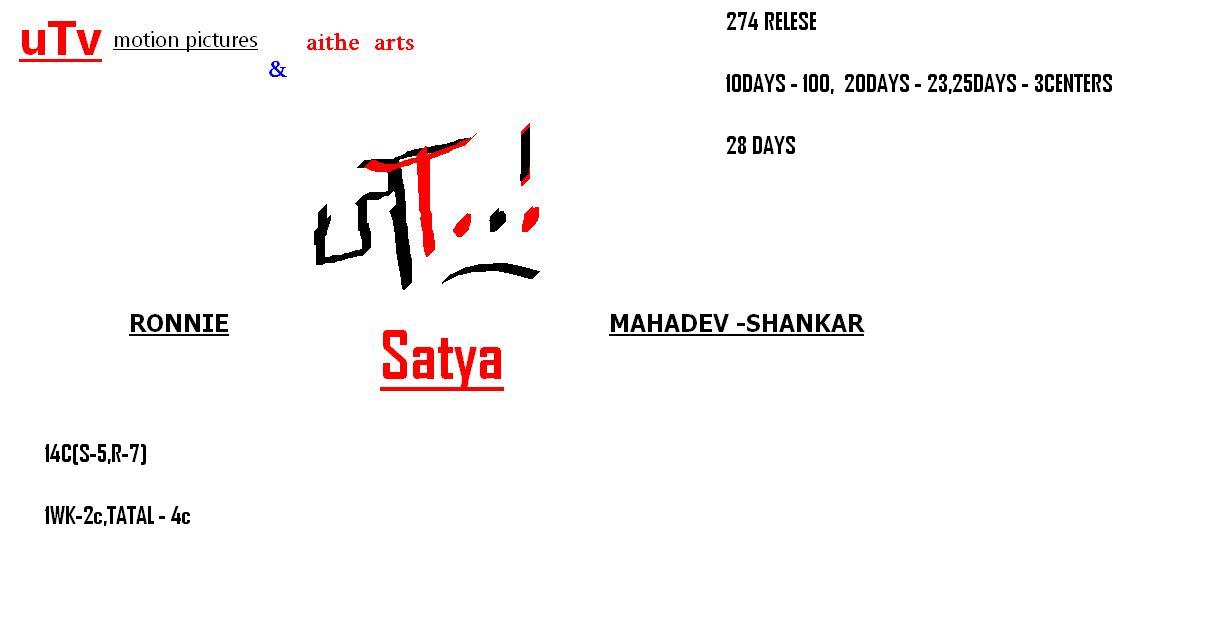 uTv motion pictures
&
aithe arts
274 RELESE
10DAYS - 100, 20DAYS - 23,25DAYS - 3CENTERS
28 DAYS
RONNIE
Satya
MAHADEV -SHANKAR
14C(S-5,R-7)
1WK-2c,TATAL - 4c